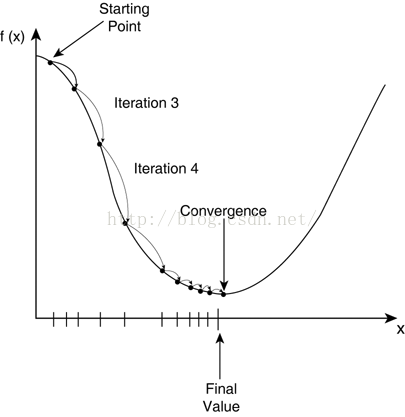 Starting
Point
f (x)
Iteration 3
Iteration 4
Convergence
http://blog.csdn.net/
x
Final
Value